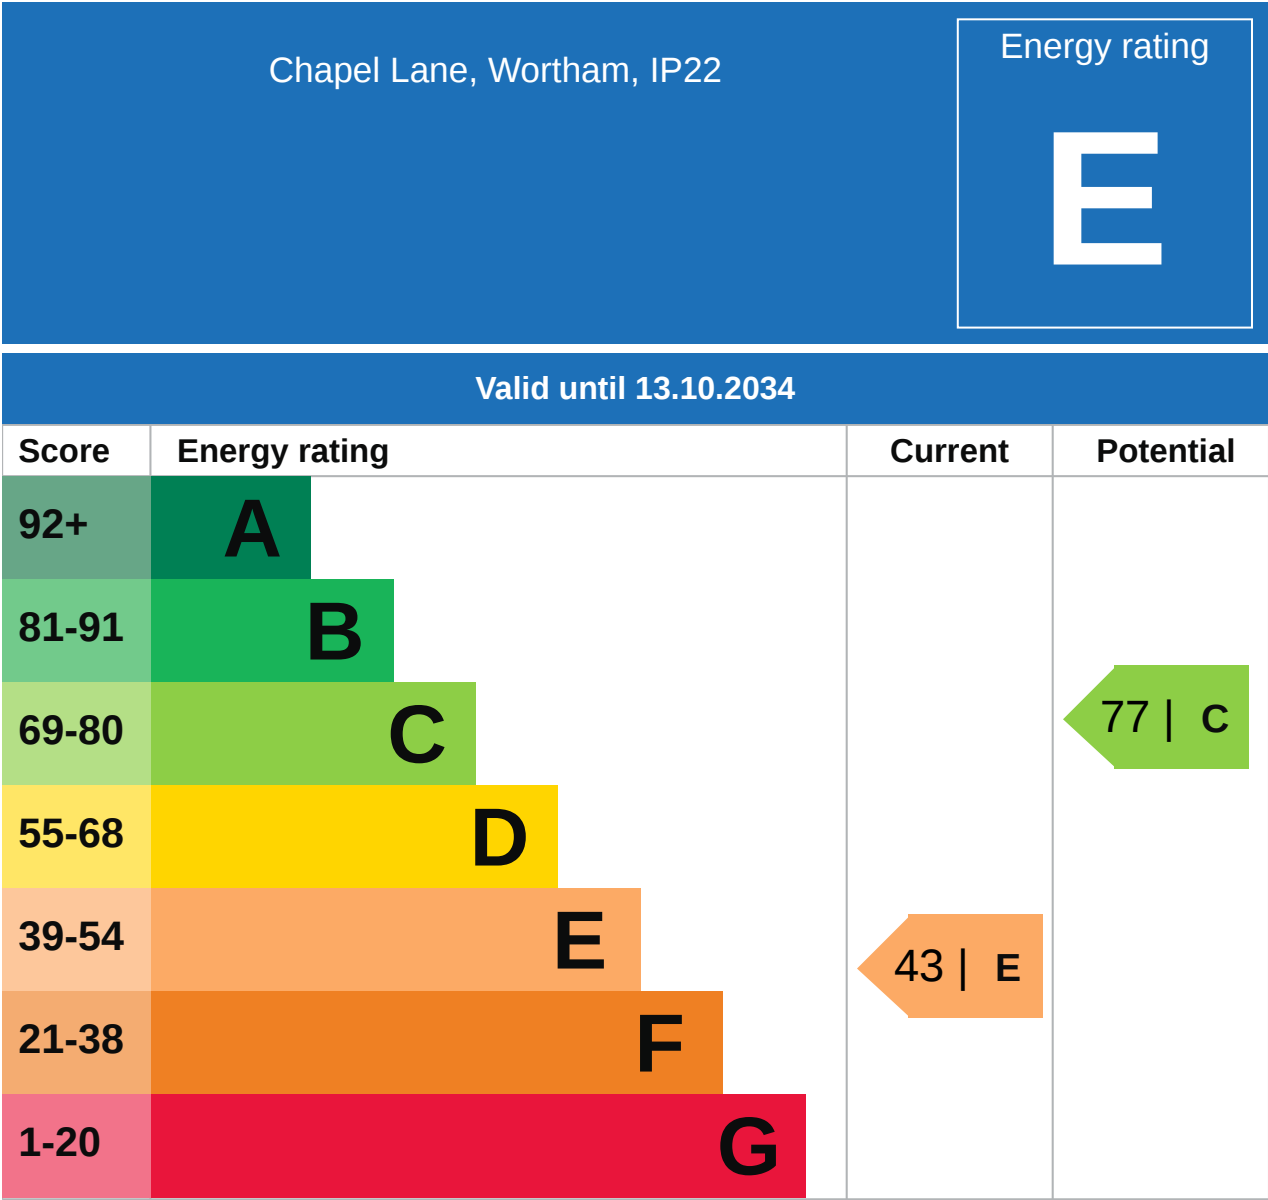 Chapel Lane, Wortham, IP22
Energy rating
E
Valid until 13.10.2034
Score Energy rating Current Potential
92+ A
81-91 B
69-80 C
77 | C
55-68 D
39-54 E
43 | E
21-38 F
1-20 G